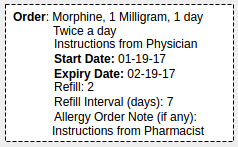 Order: Morphine, 1 Milligram, 1 day
Twice a day
Instructions from Physician
Start Date: 01-19-17
Expiry Date: 02-19-17
Refill: 2
Refill Interval (days): 7
Allergy Order Note (if any):
Instructions from Pharmacist